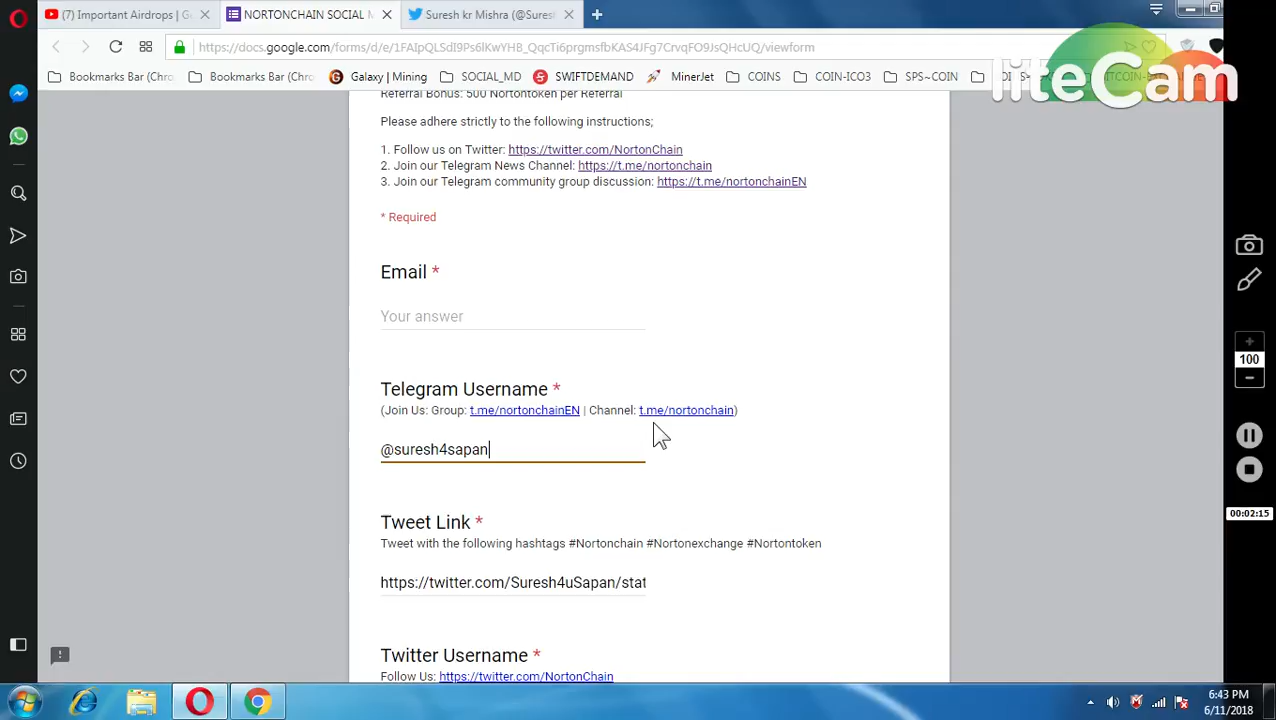 (7) Important Airdrops | G
NORTONCHAIN SOCIAL M
Suresh kr Mishra (@Sures
https://docs.google.com/forms/d/e/
/viewform
Bookmarks Bar (Chro
Bookmarks Bar (Chro
Galaxy | Mining
SOCIAL_MD
SWIFTDEMAND
MinerJet
COINS
COIN-ICO3
SPS~COIN
liteCam
Referral Bonus: 500 Nortontoken per Referral
Please adhere strictly to the following instructions;
1. Follow us on Twitter: https://twitter.com/NortonChain
2. Join our Telegram News Channel: https://t.me/nortonchain
3. Join our Telegram community group discussion: https://t.me/nortonchainEN
* Required
Email *
Your answer
Telegram Username *
(Join Us: Group: t.me/nortonchainEN | Channel: t.me/nortonchain)
@suresh4sapan
Tweet Link *
Tweet with the following hashtags #Nortonchain #Nortonexchange #Nortontoken
https://twitter.com/Suresh4uSapan/stat
Twitter Username *
Follow Us: https://twitter.com/NortonChain
100
00:02:15
6:43 PM
6/11/2018